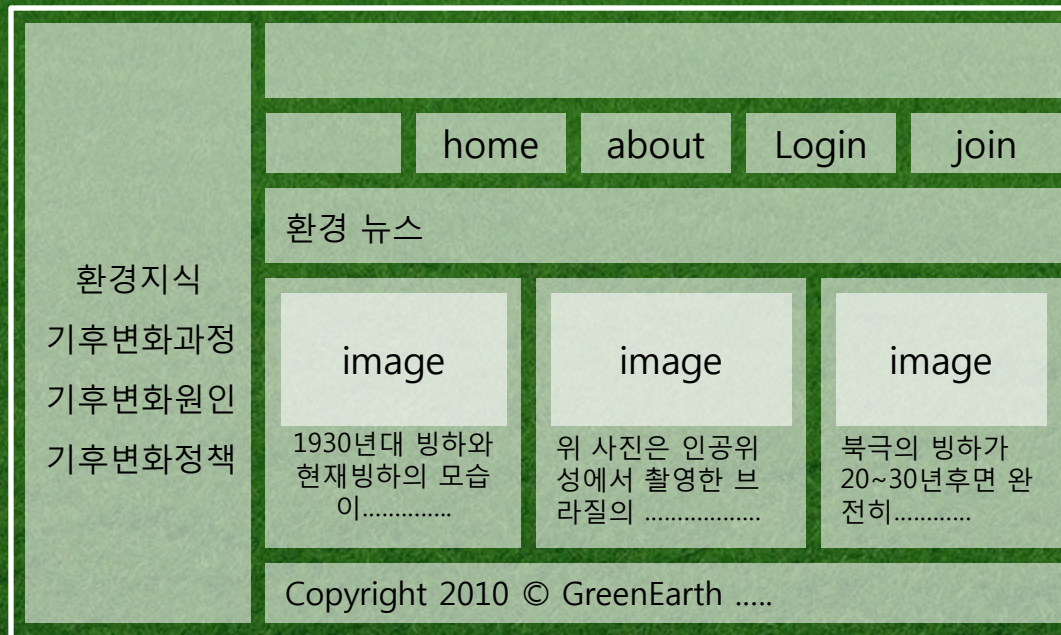 환경지식
기후변화과정
기후변화원인
기후변화정책
home
about
Login
join
환경 뉴스
image
1930년대 빙하와
현재빙하의 모습
이..............
image
위 사진은 인공위
성에서 촬영한 브
라질의 ..................
image
북극의 빙하가
20~30년후면 완
전히............
Copyright 2010 © GreenEarth .....